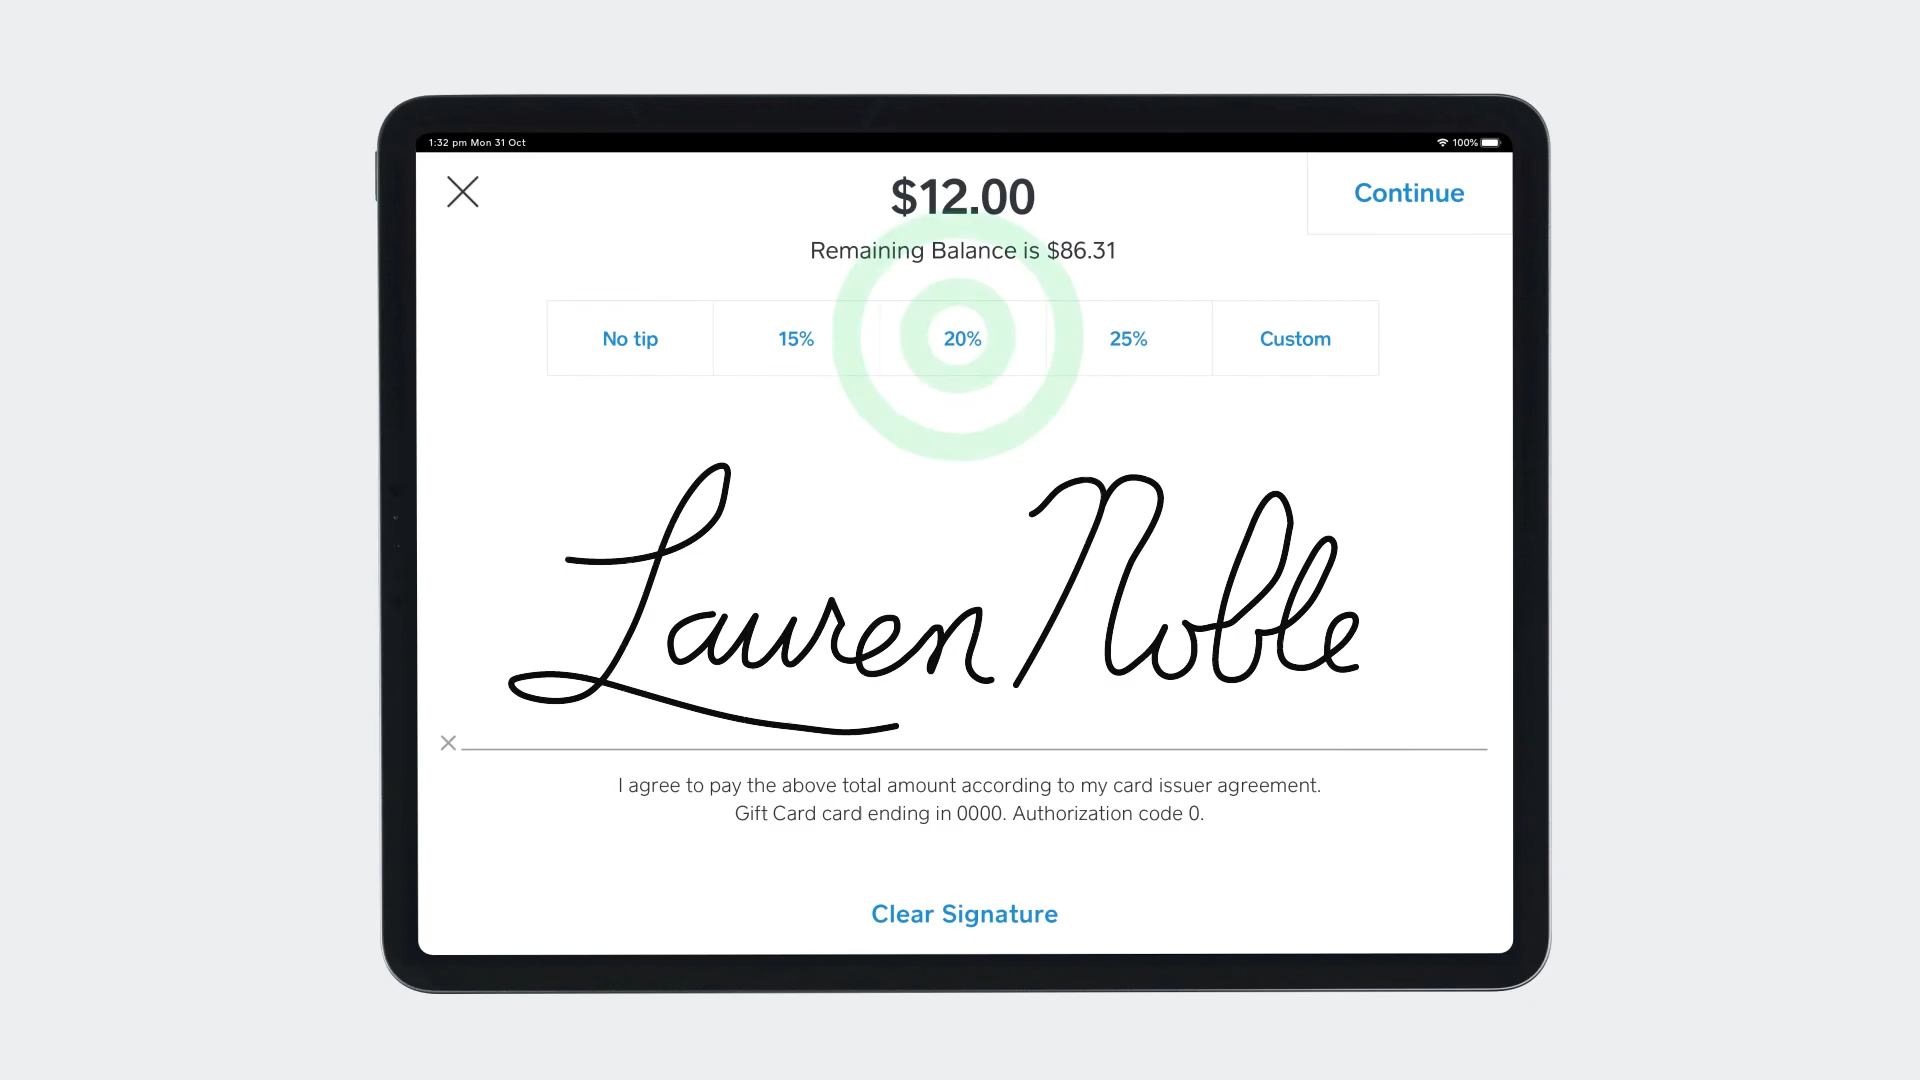 1:32 pm Mon 31 Oct 100%
$12.00
Continue
Remaining Balance is $86.31
No tip 15% 20% 25% Custom
Lauren Noble
I agree to pay the above total amount according to my card issuer agreement.
Gift Card card ending in 0000. Authorization code 0.
Clear Signature